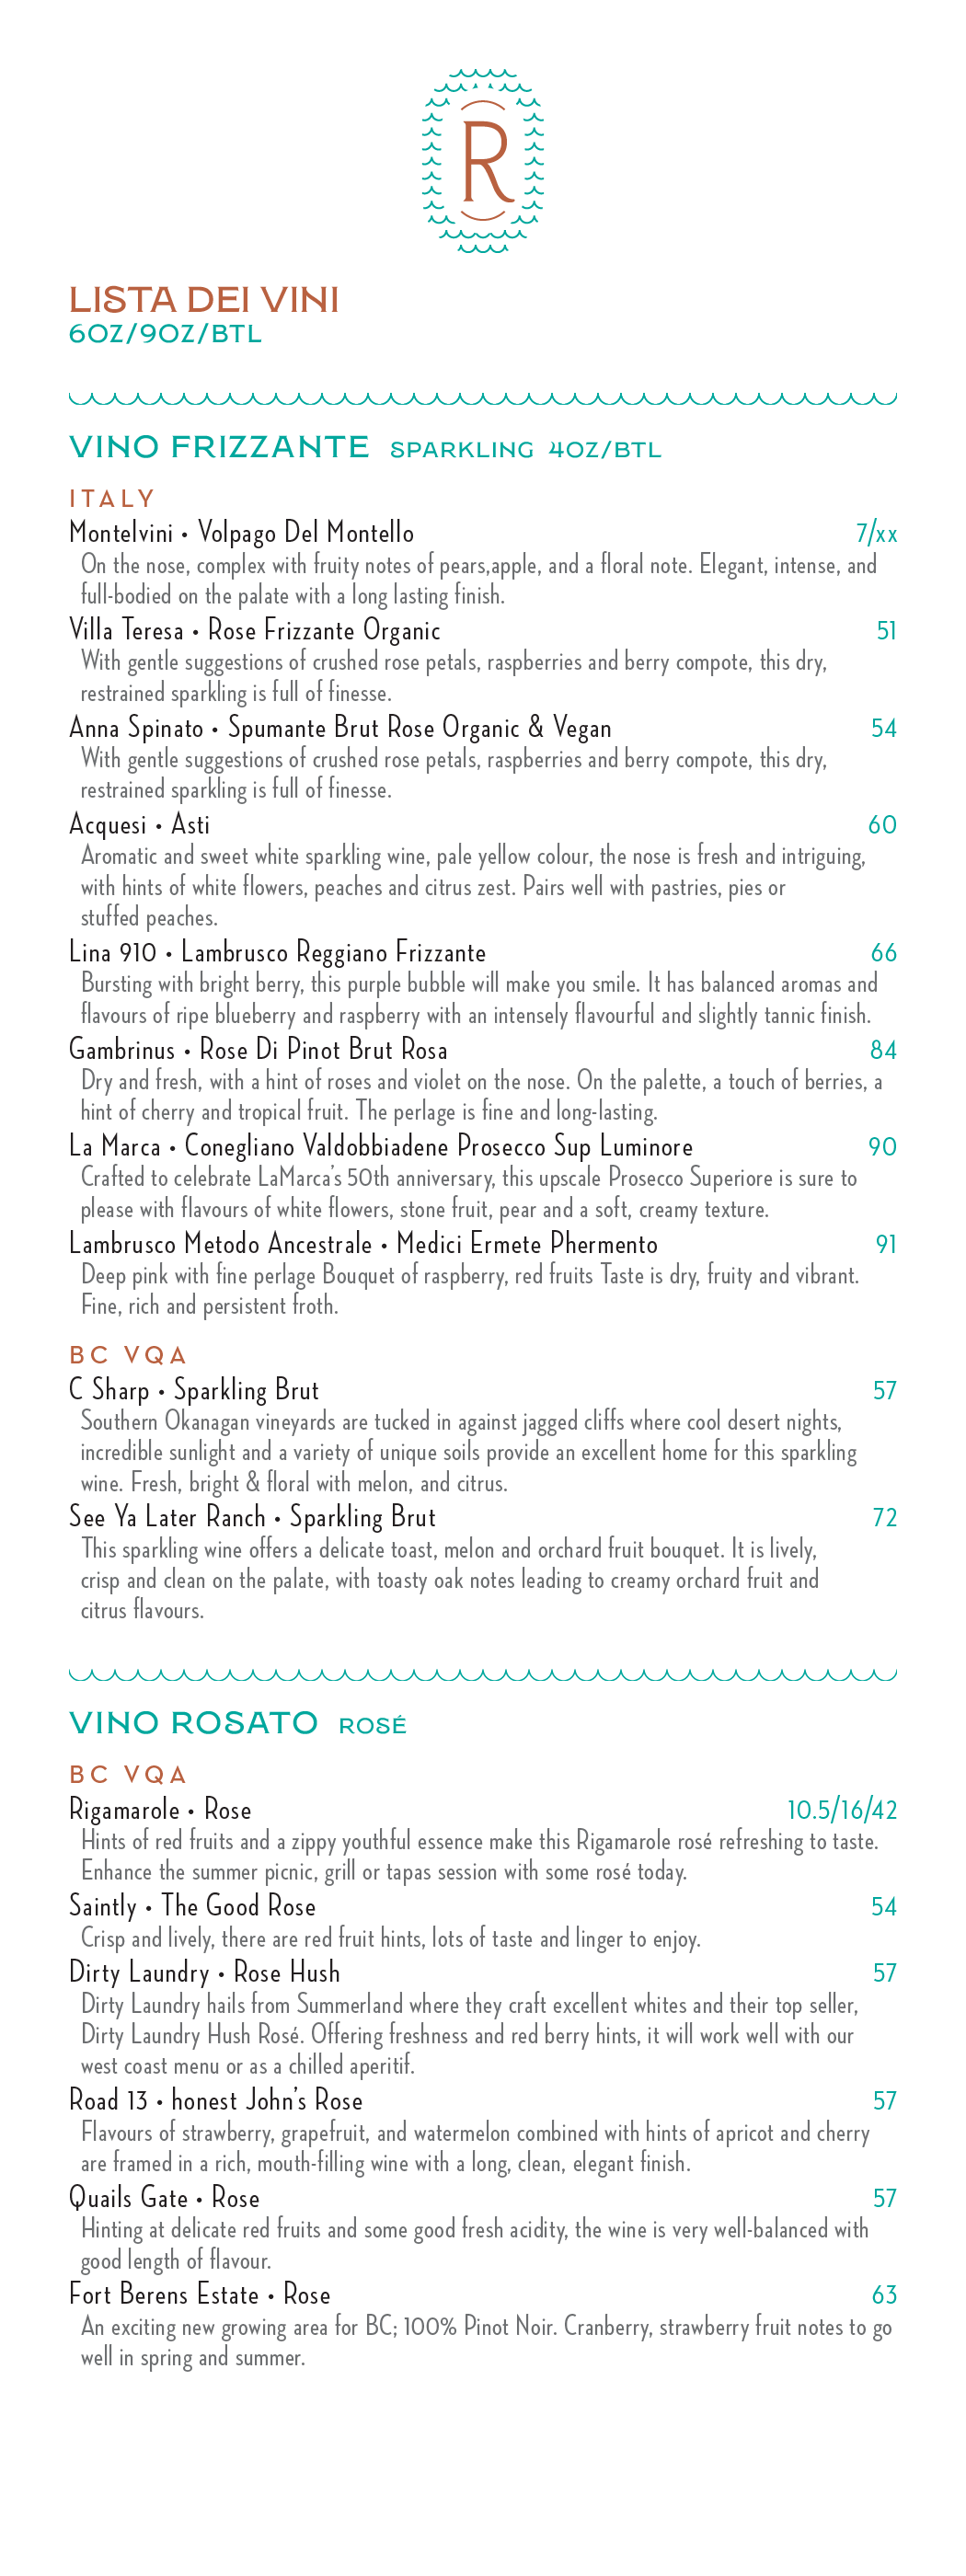 R
LISTA DEI VINI
6OZ/9OZ/BTL
VINO FRIZZANTE SPARKLING 4OZ/BTL
ITALY
Montelvini • Volpago Del Montello 7/xx
On the nose, complex with fruity notes of pears,apple, and a floral note. Elegant, intense, and
full-bodied on the palate with a long lasting finish.
Villa Teresa • Rose Frizzante Organic 51
With gentle suggestions of crushed rose petals, raspberries and berry compote, this dry,
restrained sparkling is full of finesse.
Anna Spinato • Spumante Brut Rose Organic & Vegan 54
With gentle suggestions of crushed rose petals, raspberries and berry compote, this dry,
restrained sparkling is full of finesse.
Acquesi • Asti 60
Aromatic and sweet white sparkling wine, pale yellow colour, the nose is fresh and intriguing,
with hints of white flowers, peaches and citrus zest. Pairs well with pastries, pies or
stuffed peaches.
Lina 910 • Lambrusco Reggiano Frizzante 66
Bursting with bright berry, this purple bubble will make you smile. It has balanced aromas and
flavours of ripe blueberry and raspberry with an intensely flavourful and slightly tannic finish.
Gambrinus • Rose Di Pinot Brut Rosa 84
Dry and fresh, with a hint of roses and violet on the nose. On the palette, a touch of berries, a
hint of cherry and tropical fruit. The perlage is fine and long-lasting.
La Marca • Conegliano Valdobbiadene Prosecco Sup Luminore 90
Crafted to celebrate LaMarca’s 50th anniversary, this upscale Prosecco Superiore is sure to
please with flavours of white flowers, stone fruit, pear and a soft, creamy texture.
Lambrusco Metodo Ancestrale • Medici Ermete Phermento 91
Deep pink with fine perlage Bouquet of raspberry, red fruits Taste is dry, fruity and vibrant.
Fine, rich and persistent froth.
BC VQA
C Sharp • Sparkling Brut 57
Southern Okanagan vineyards are tucked in against jagged cliffs where cool desert nights,
incredible sunlight and a variety of unique soils provide an excellent home for this sparkling
wine. Fresh, bright & floral with melon, and citrus.
See Ya Later Ranch • Sparkling Brut 72
This sparkling wine offers a delicate toast, melon and orchard fruit bouquet. It is lively,
crisp and clean on the palate, with toasty oak notes leading to creamy orchard fruit and
citrus flavours.
VINO ROSATO ROSÉ
BC VQA
Rigamarole • Rose 10.5/16/42
Hints of red fruits and a zippy youthful essence make this Rigamarole rosé refreshing to taste.
Enhance the summer picnic, grill or tapas session with some rosé today.
Saintly • The Good Rose 54
Crisp and lively, there are red fruit hints, lots of taste and linger to enjoy.
Dirty Laundry • Rose Hush 57
Dirty Laundry hails from Summerland where they craft excellent whites and their top seller,
Dirty Laundry Hush Rosé. Offering freshness and red berry hints, it will work well with our
west coast menu or as a chilled aperitif.
Road 13 • honest John’s Rose 57
Flavours of strawberry, grapefruit, and watermelon combined with hints of apricot and cherry
are framed in a rich, mouth-filling wine with a long, clean, elegant finish.
Quails Gate • Rose 57
Hinting at delicate red fruits and some good fresh acidity, the wine is very well-balanced with
good length of flavour.
Fort Berens Estate • Rose 63
An exciting new growing area for BC; 100% Pinot Noir. Cranberry, strawberry fruit notes to go
well in spring and summer.